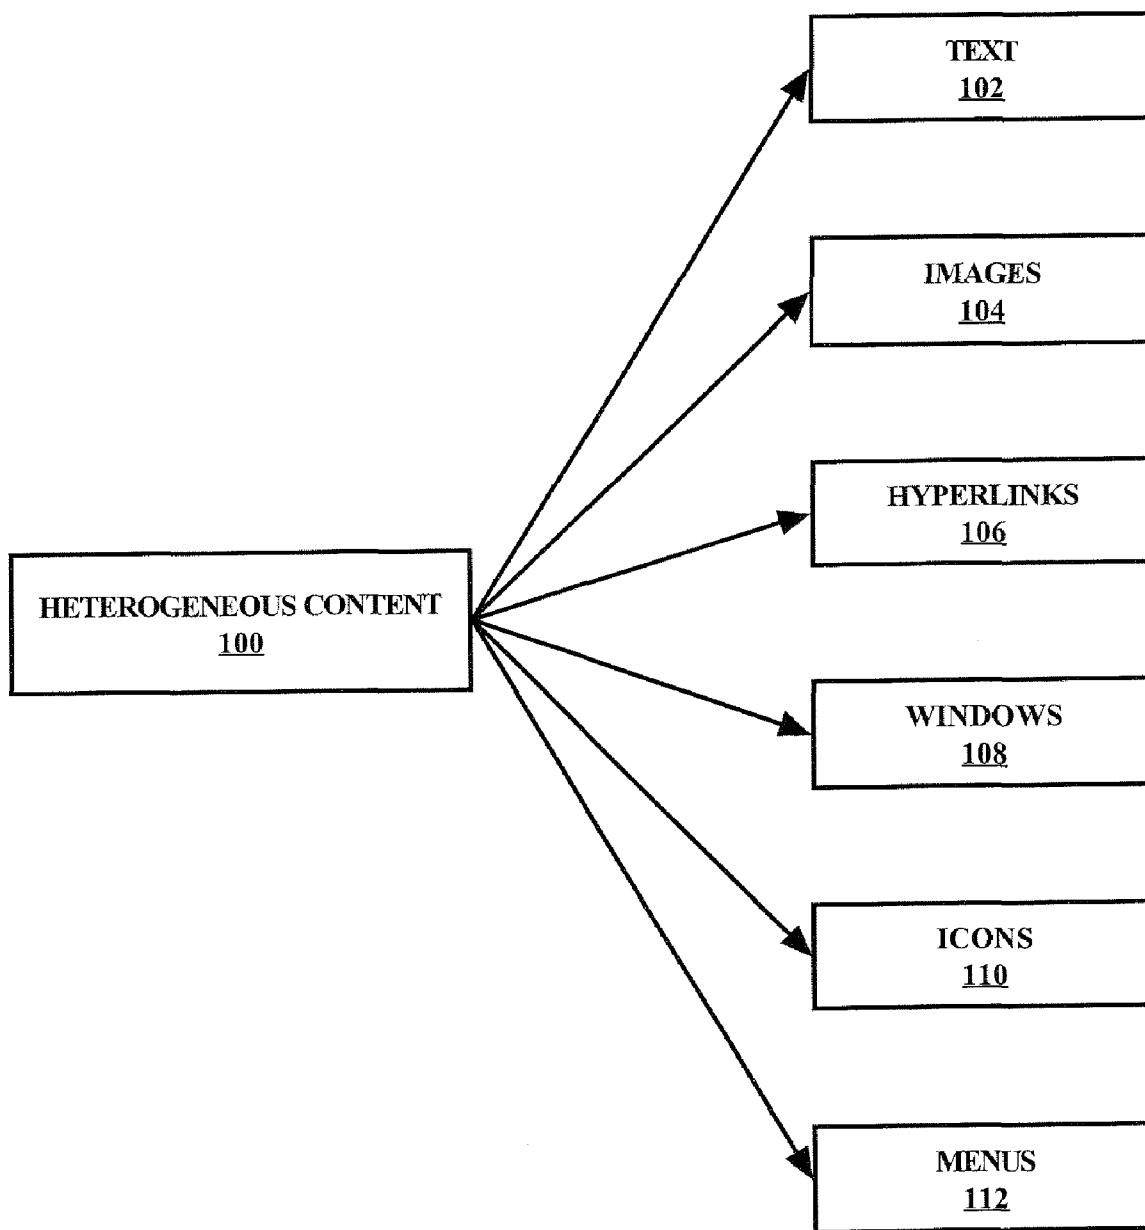 TEXT
102
IMAGES
104
HYPERLINKS
106
HETEROGENEOUS CONTENT
100
WINDOWS
108
ICONS
110
MENUS
112